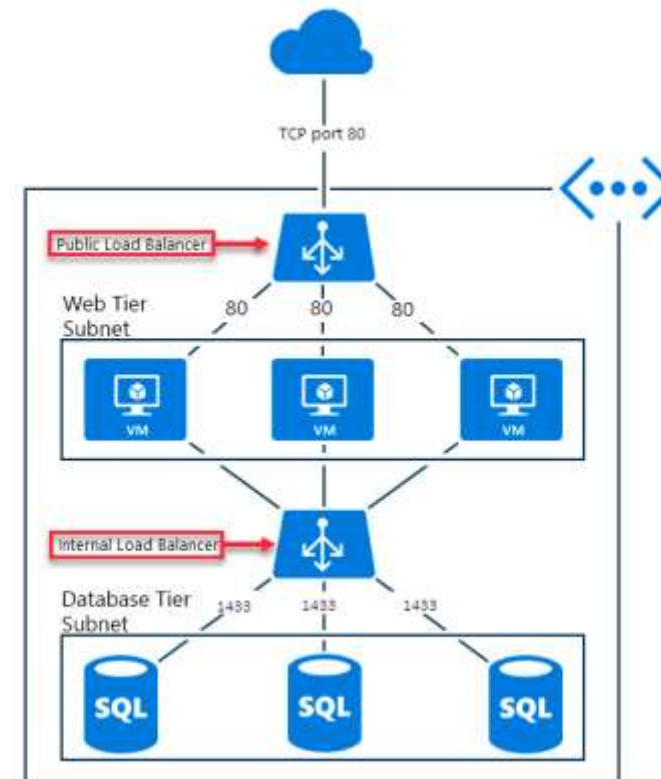 TCP port 80
Public Load Balancer
80 80 80
Web Tier
Subnet
VM VM VM
Internal Load Balancer
Database Tier
Subnet
1433 1433 1433
SQL SQL SQL